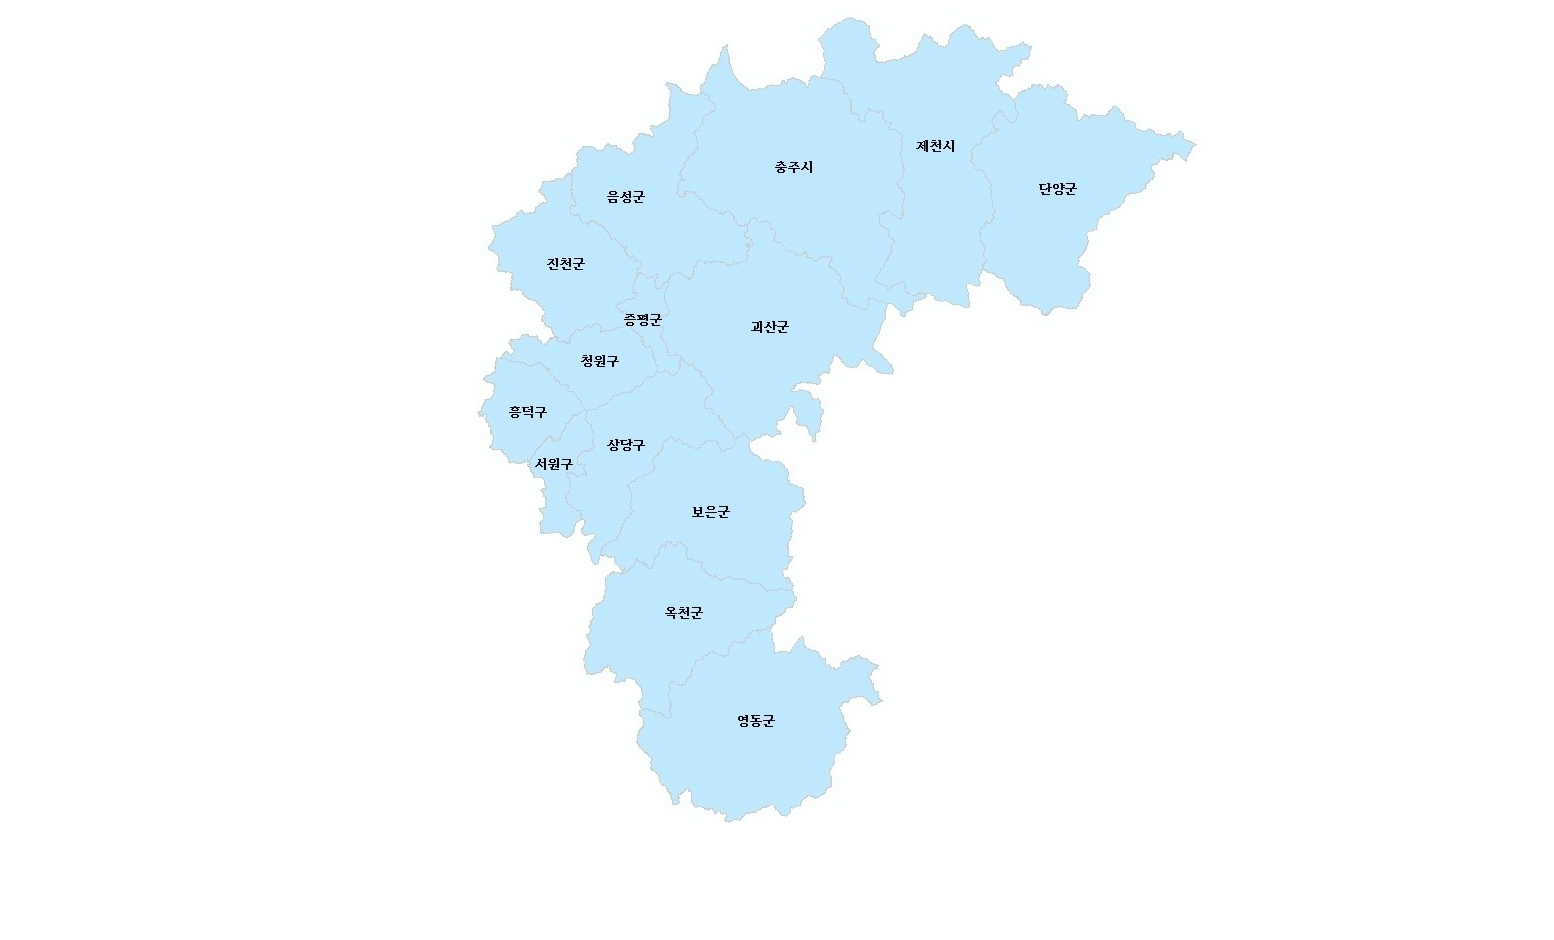 제천시
충주시
단양군
음성군
진천군
증평군
괴산군
청원구
흥덕구
상당구
서원구
보은군
옥천군
영동군